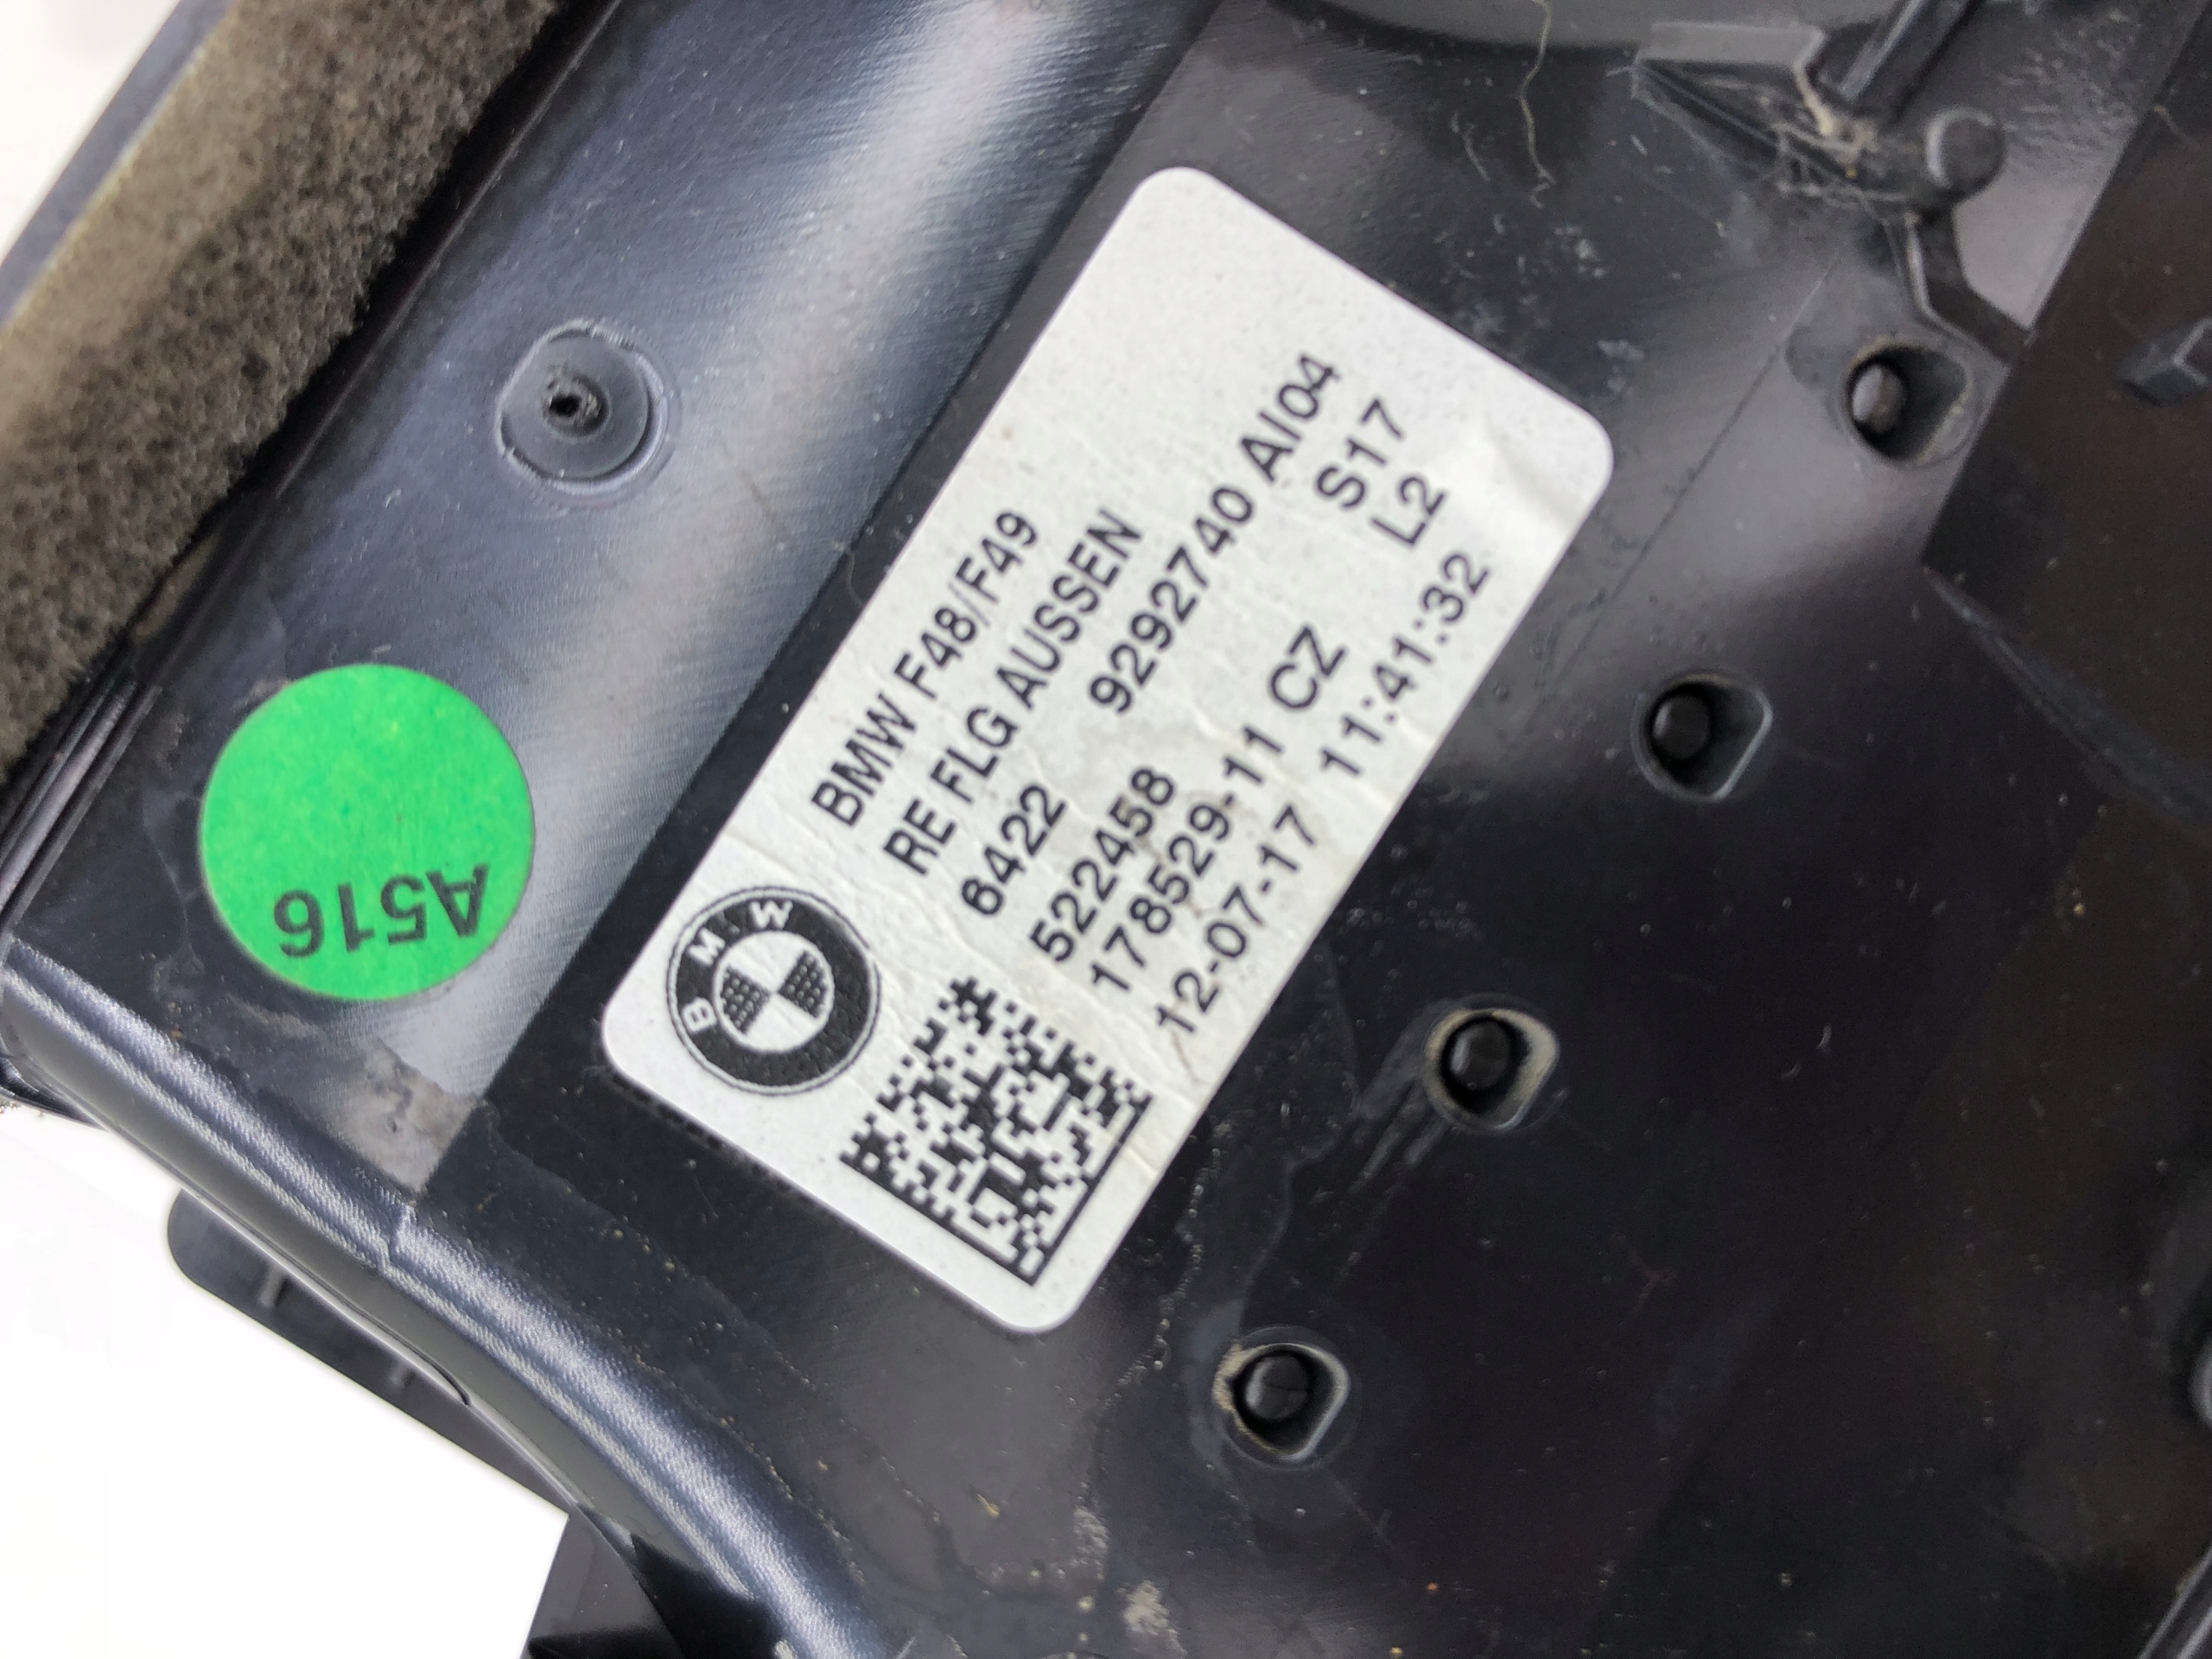 BMW F48/F49
RE FLG AUSSEN
6422 9292740 AI04
522458 S17
178529-11 CZ L2
12-07-17 11:41:32
BMW
A516